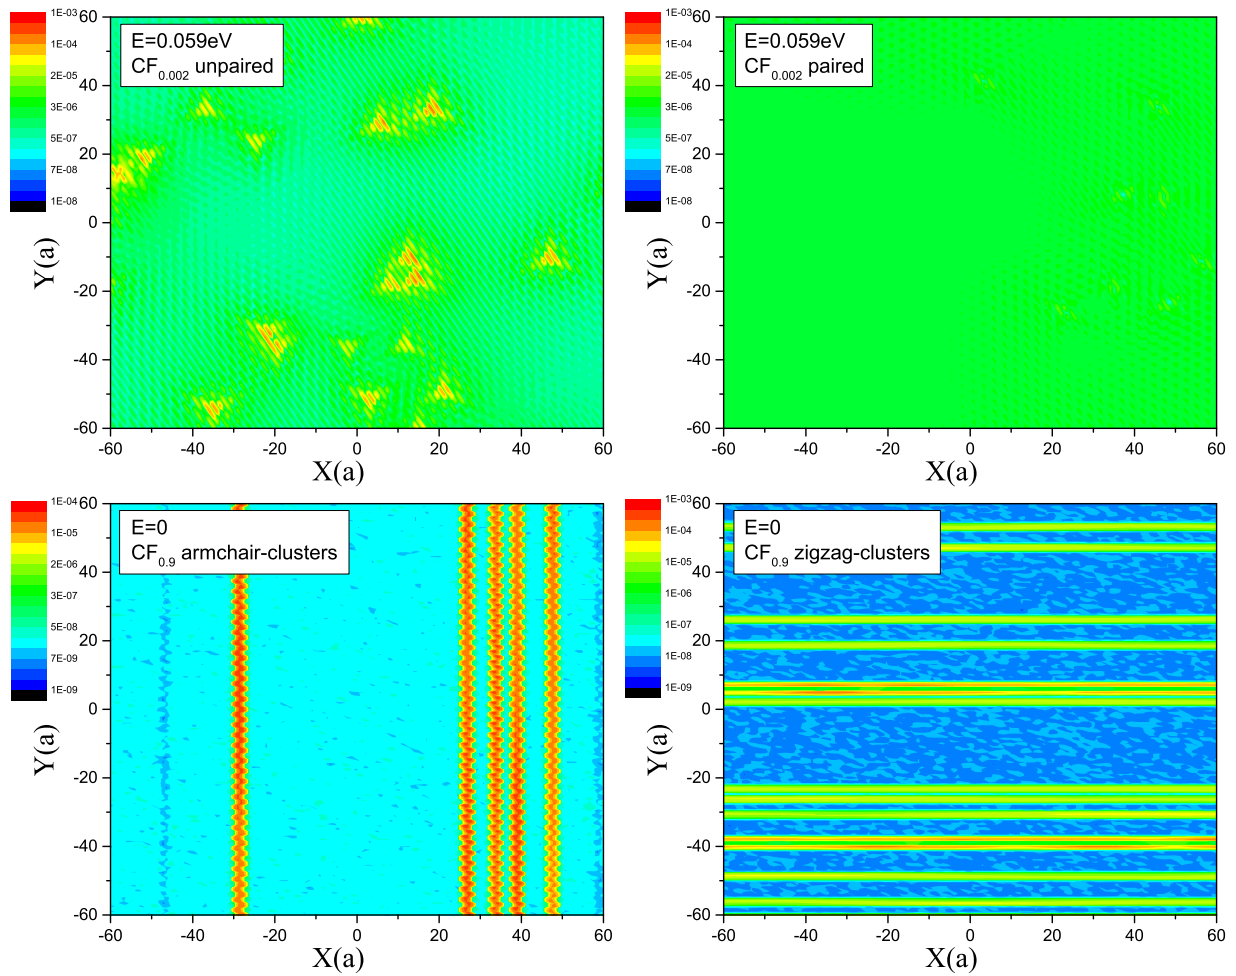 1E-03
1E-04
2E-05
3E-06
5E-07
7E-08
1E-08
E=0.059eV
CF0.002 unpaired
60
40
20
0
-20
-40
-60
-60
-40
-20
0
20
40
60
Y(a)
X(a)
1E-03
1E-04
2E-05
3E-06
5E-07
7E-08
1E-08
E=0.059eV
CF0.002 paired
60
40
20
0
-20
-40
-60
-60
-40
-20
0
20
40
60
Y(a)
X(a)
1E-04
1E-05
2E-06
3E-07
5E-08
7E-09
1E-09
E=0
CF0.9 armchair-clusters
60
40
20
0
-20
-40
-60
-60
-40
-20
0
20
40
60
Y(a)
X(a)
1E-03
1E-04
1E-05
1E-06
1E-07
1E-08
1E-09
E=0
CF0.9 zigzag-clusters
60
40
20
0
-20
-40
-60
-60
-40
-20
0
20
40
60
Y(a)
X(a)